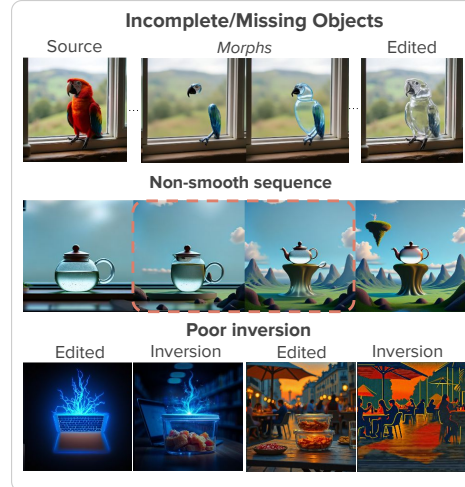 Incomplete/Missing Objects
Source Morphs Edited
... ...
Non-smooth sequence
Poor inversion
Edited Inversion Edited Inversion